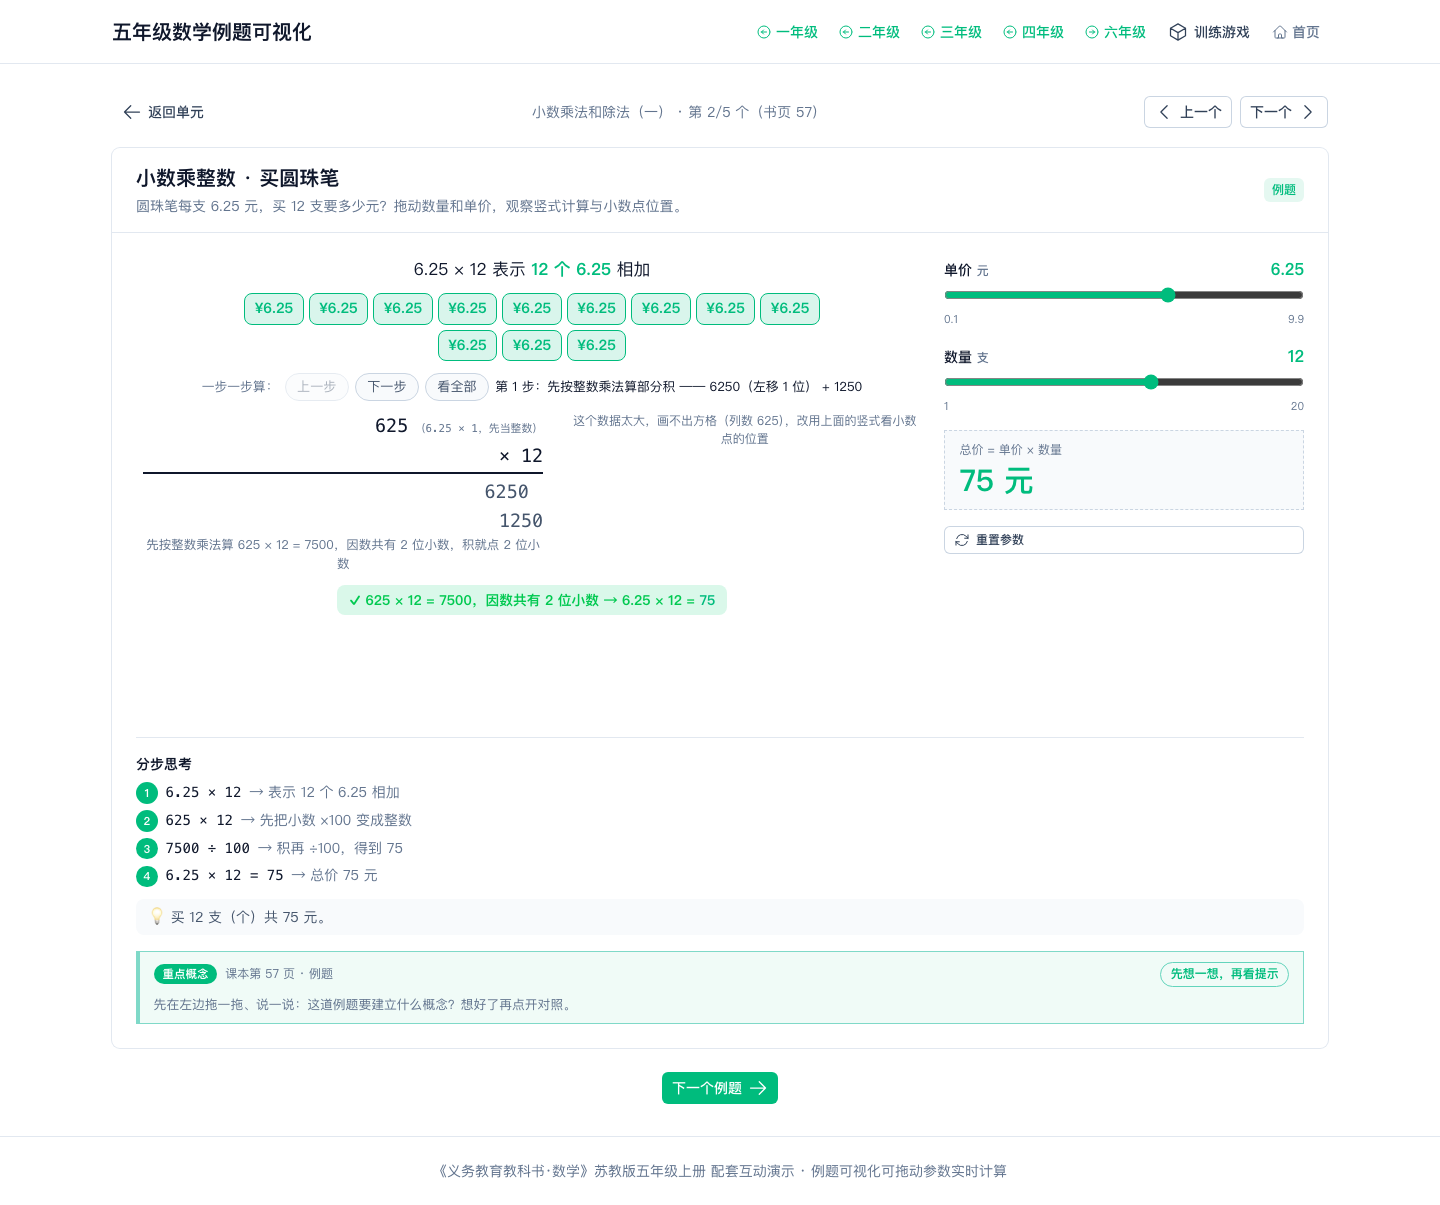 五年级数学例题可视化
一年级 二年级 三年级 四年级 六年级 训练游戏 首页
返回单元
小数乘法和除法（一） · 第 2/5 个（书页 57）
上一个 下一个
小数乘整数 · 买圆珠笔
圆珠笔每支 6.25 元，买 12 支要多少元？拖动数量和单价，观察竖式计算与小数点位置。
例题
6.25 × 12 表示 12 个 6.25 相加
¥6.25 ¥6.25 ¥6.25 ¥6.25 ¥6.25 ¥6.25 ¥6.25 ¥6.25 ¥6.25
¥6.25 ¥6.25 ¥6.25
一步一步算： 上一步 下一步 看全部 第 1 步：先按整数乘法算部分积 —— 6250（左移 1 位） + 1250
625 （6.25 × 1，先当整数）
× 12
6250
1250
先按整数乘法算 625 × 12 = 7500，因数共有 2 位小数，积就点 2 位小
数
这个数据太大，画不出方格（列数 625），改用上面的竖式看小数
点的位置
✓ 625 × 12 = 7500，因数共有 2 位小数 → 6.25 × 12 = 75
单价 元 6.25
0.1 9.9
数量 支 12
1 20
总价 = 单价 × 数量
75 元
重置参数
分步思考
1 6.25 × 12 → 表示 12 个 6.25 相加
2 625 × 12 → 先把小数 ×100 变成整数
3 7500 ÷ 100 → 积再 ÷100，得到 75
4 6.25 × 12 = 75 → 总价 75 元
💡 买 12 支（个）共 75 元。
重点概念 课本第 57 页 · 例题
先想一想，再看提示
先在左边拖一拖、说一说：这道例题要建立什么概念？想好了再点开对照。
下一个例题 →
《义务教育教科书·数学》苏教版五年级上册 配套互动演示 · 例题可视化可拖动参数实时计算